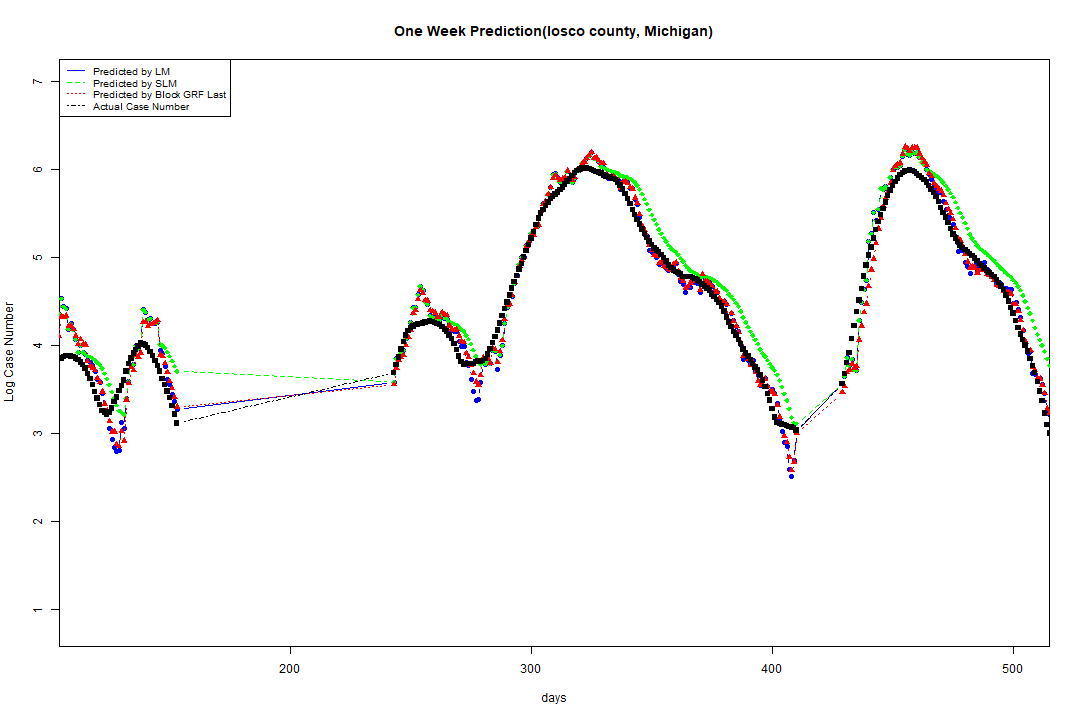 One Week Prediction(Iosco county, Michigan)
Predicted by LM
Predicted by SLM
Predicted by Block GRF Last
Actual Case Number
7
6
5
4
3
2
1
Log Case Number
200
300
400
500
days